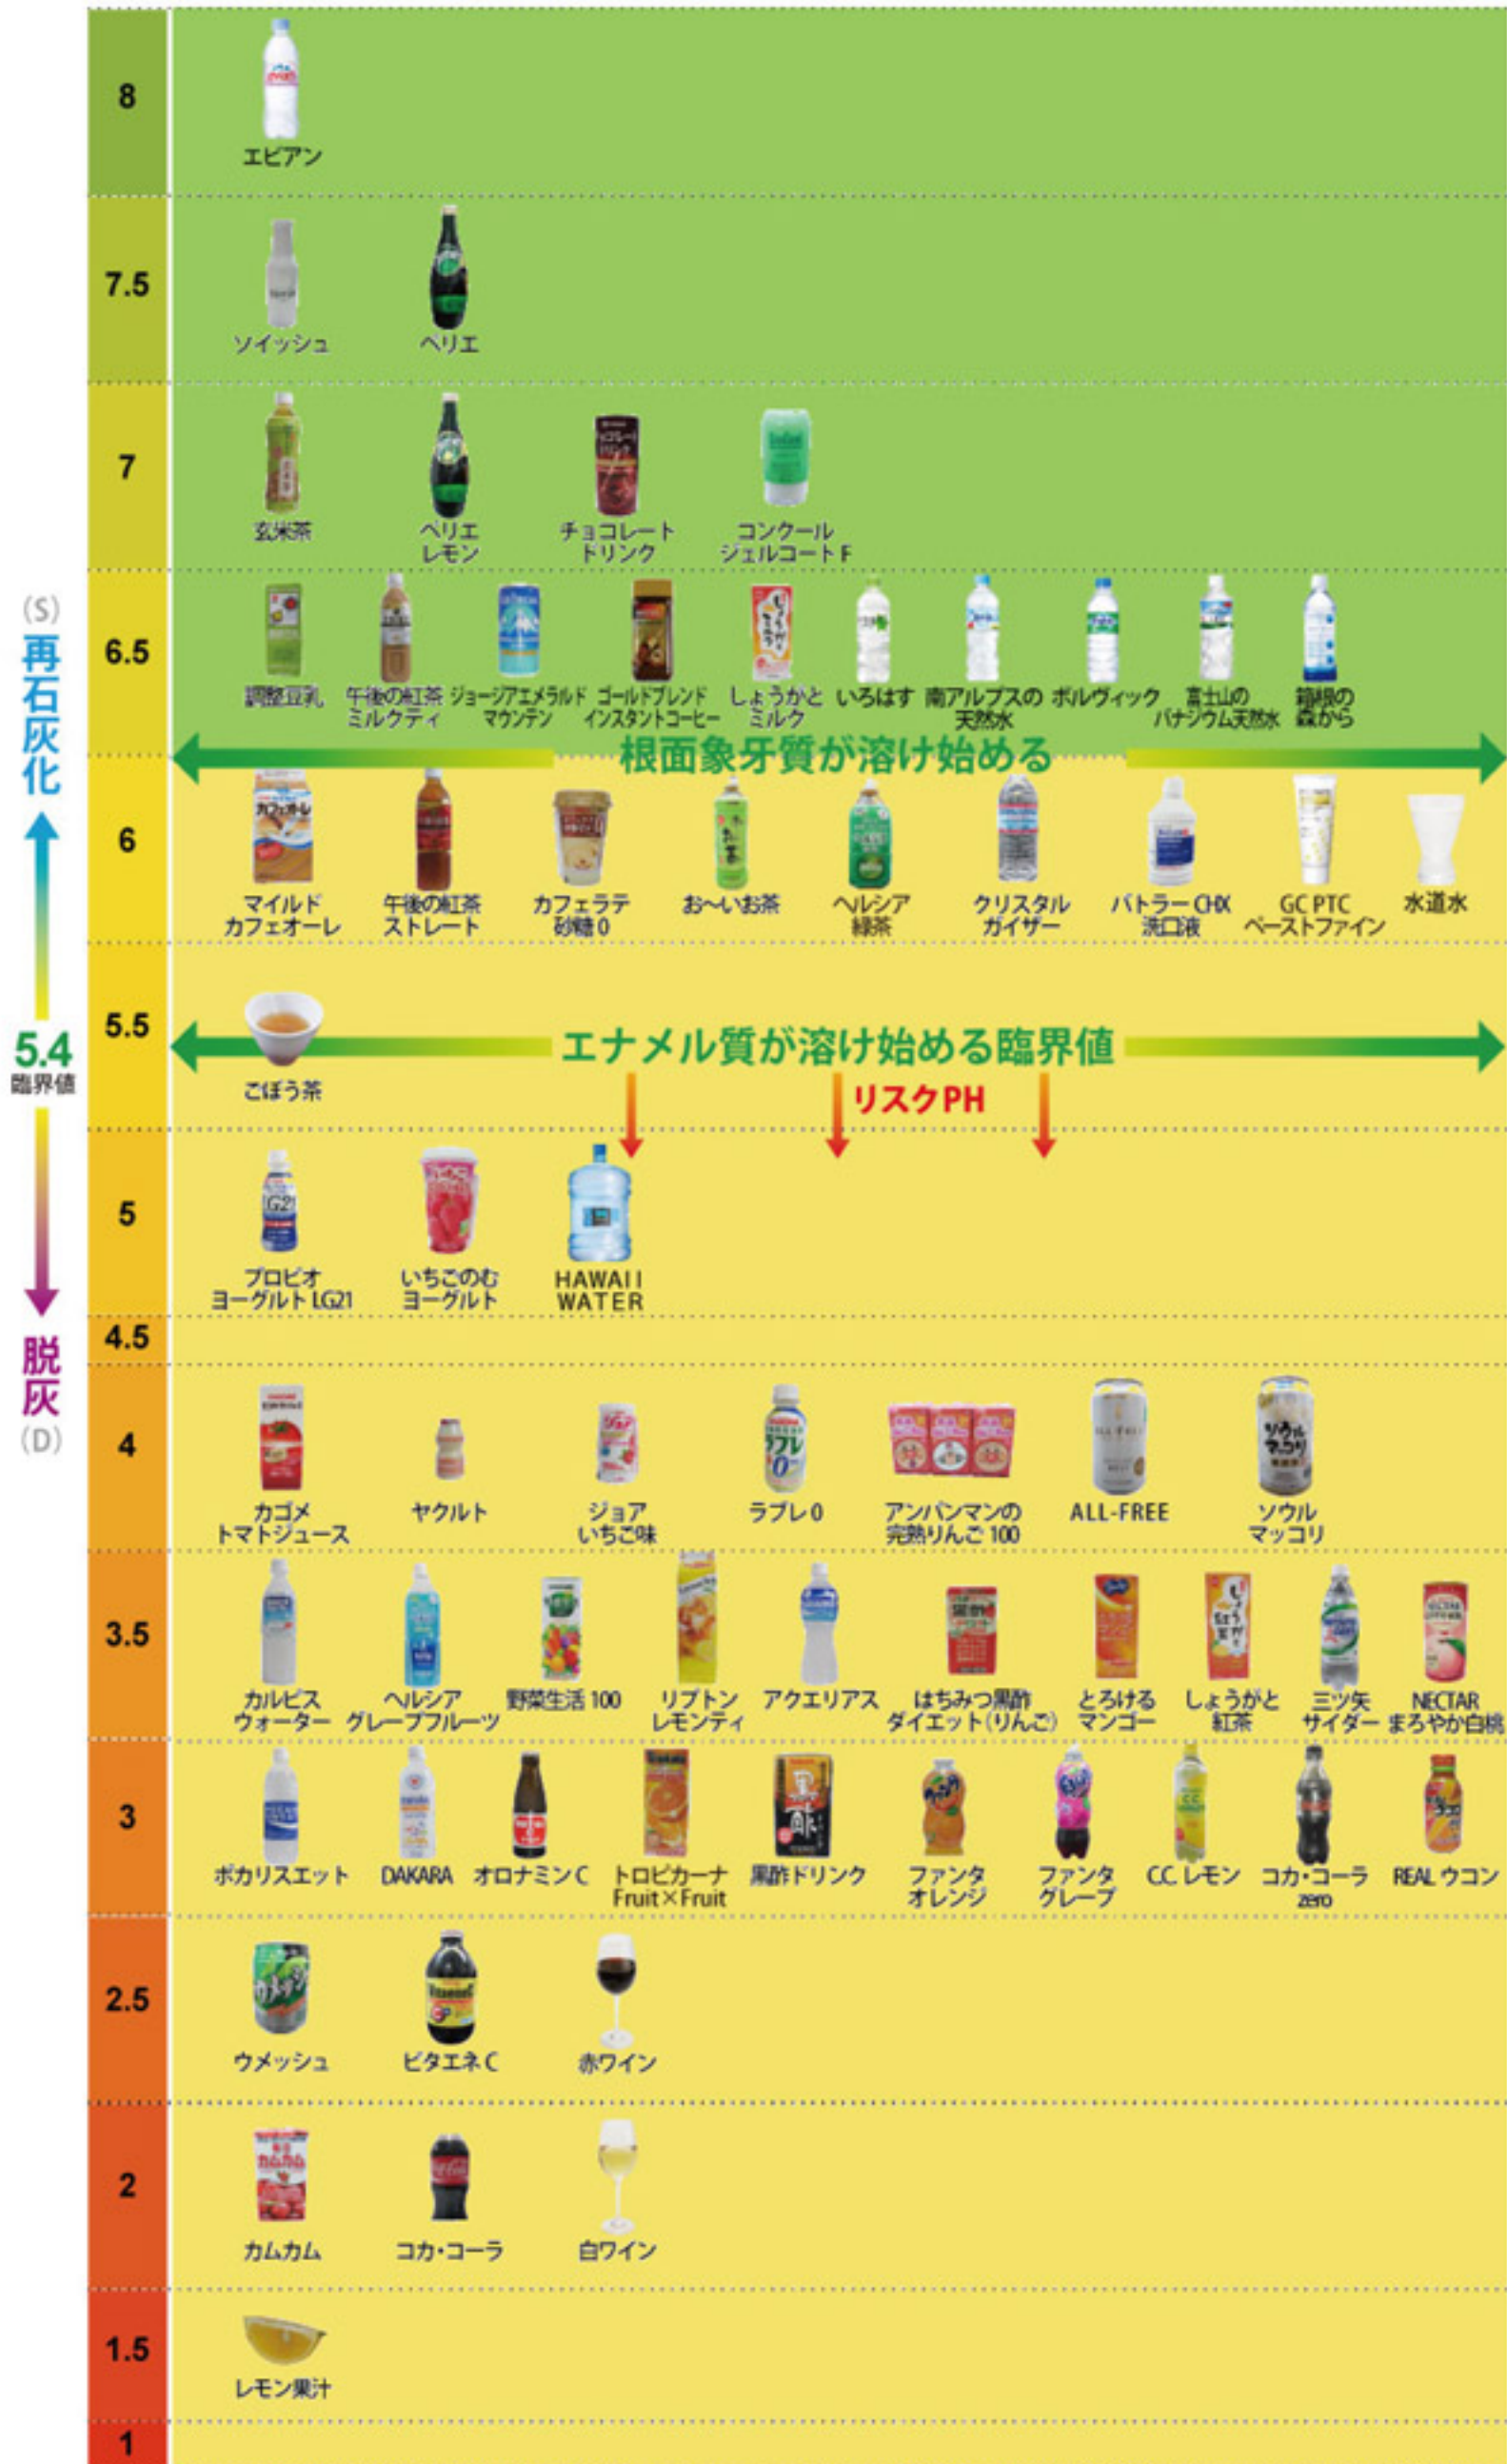 8
エビアン
7.5
ソイッシュ
ペリエ
7
玄米茶
ペリエ
レモン
チョコレート
ドリンク
コンクール
ジェルコート F
(S)
再石灰化
6.5
調整豆乳
午後の紅茶
ミルクティ
ジョージアエメラルド
マウンテン
ゴールドブレンド
インスタントコーヒー
しょうがと
ミルク
いろはす
南アルプスの
天然水
ボルヴィック
富士山の
バナジウム天然水
箱根の
森から
根面象牙質が溶け始める
6
マイルド
カフェオーレ
午後の紅茶
ストレート
カフェラテ
砂糖 0
お〜いお茶
ヘルシア
緑茶
クリスタル
ガイザー
バトラー CHX
洗口液
GC PTC
ペーストファイン
水道水
5.5
エナメル質が溶け始める臨界値
5.4
臨界値
ごぼう茶
リスクPH
5
プロビオ
ヨーグルト LG21
いちごのむ
ヨーグルト
HAWAII
WATER
4.5
脱灰
(D)
4
カゴメ
トマトジュース
ヤクルト
ジョア
いちご味
ラブレ 0
アンパンマンの
完熟りんご 100
ALL-FREE
ソウル
マッコリ
3.5
カルピス
ウォーター
ヘルシア
グレープフルーツ
野菜生活 100
リプトン
レモンティ
アクエリアス
はちみつ黒酢
ダイエット(りんご)
とろける
マンゴー
しょうがと
紅茶
三ツ矢
サイダー
NECTAR
まろやか白桃
3
ポカリスエット
DAKARA
オロナミン C
トロピカーナ
Fruit×Fruit
黒酢ドリンク
ファンタ
オレンジ
ファンタ
グレープ
C.C. レモン
コカ・コーラ
zero
REAL ウコン
2.5
ウメッシュ
ビタエネ C
赤ワイン
2
カムカム
コカ・コーラ
白ワイン
1.5
レモン果汁
1